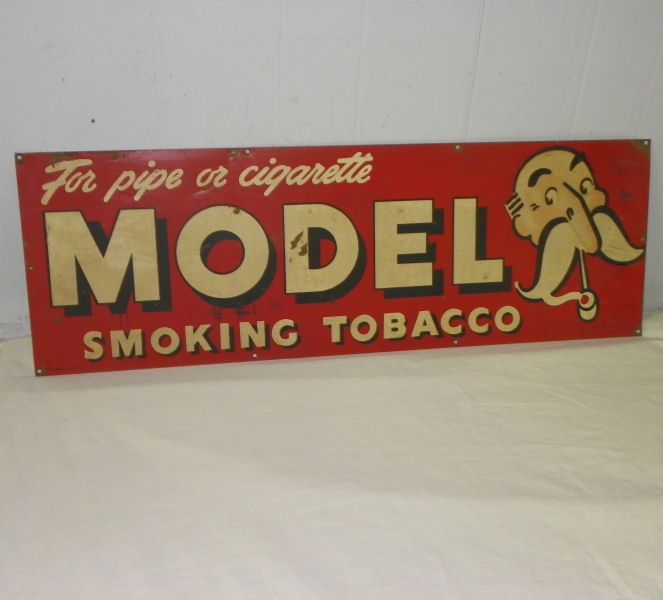 For pipe or cigarette
MODEL
SMOKING TOBACCO